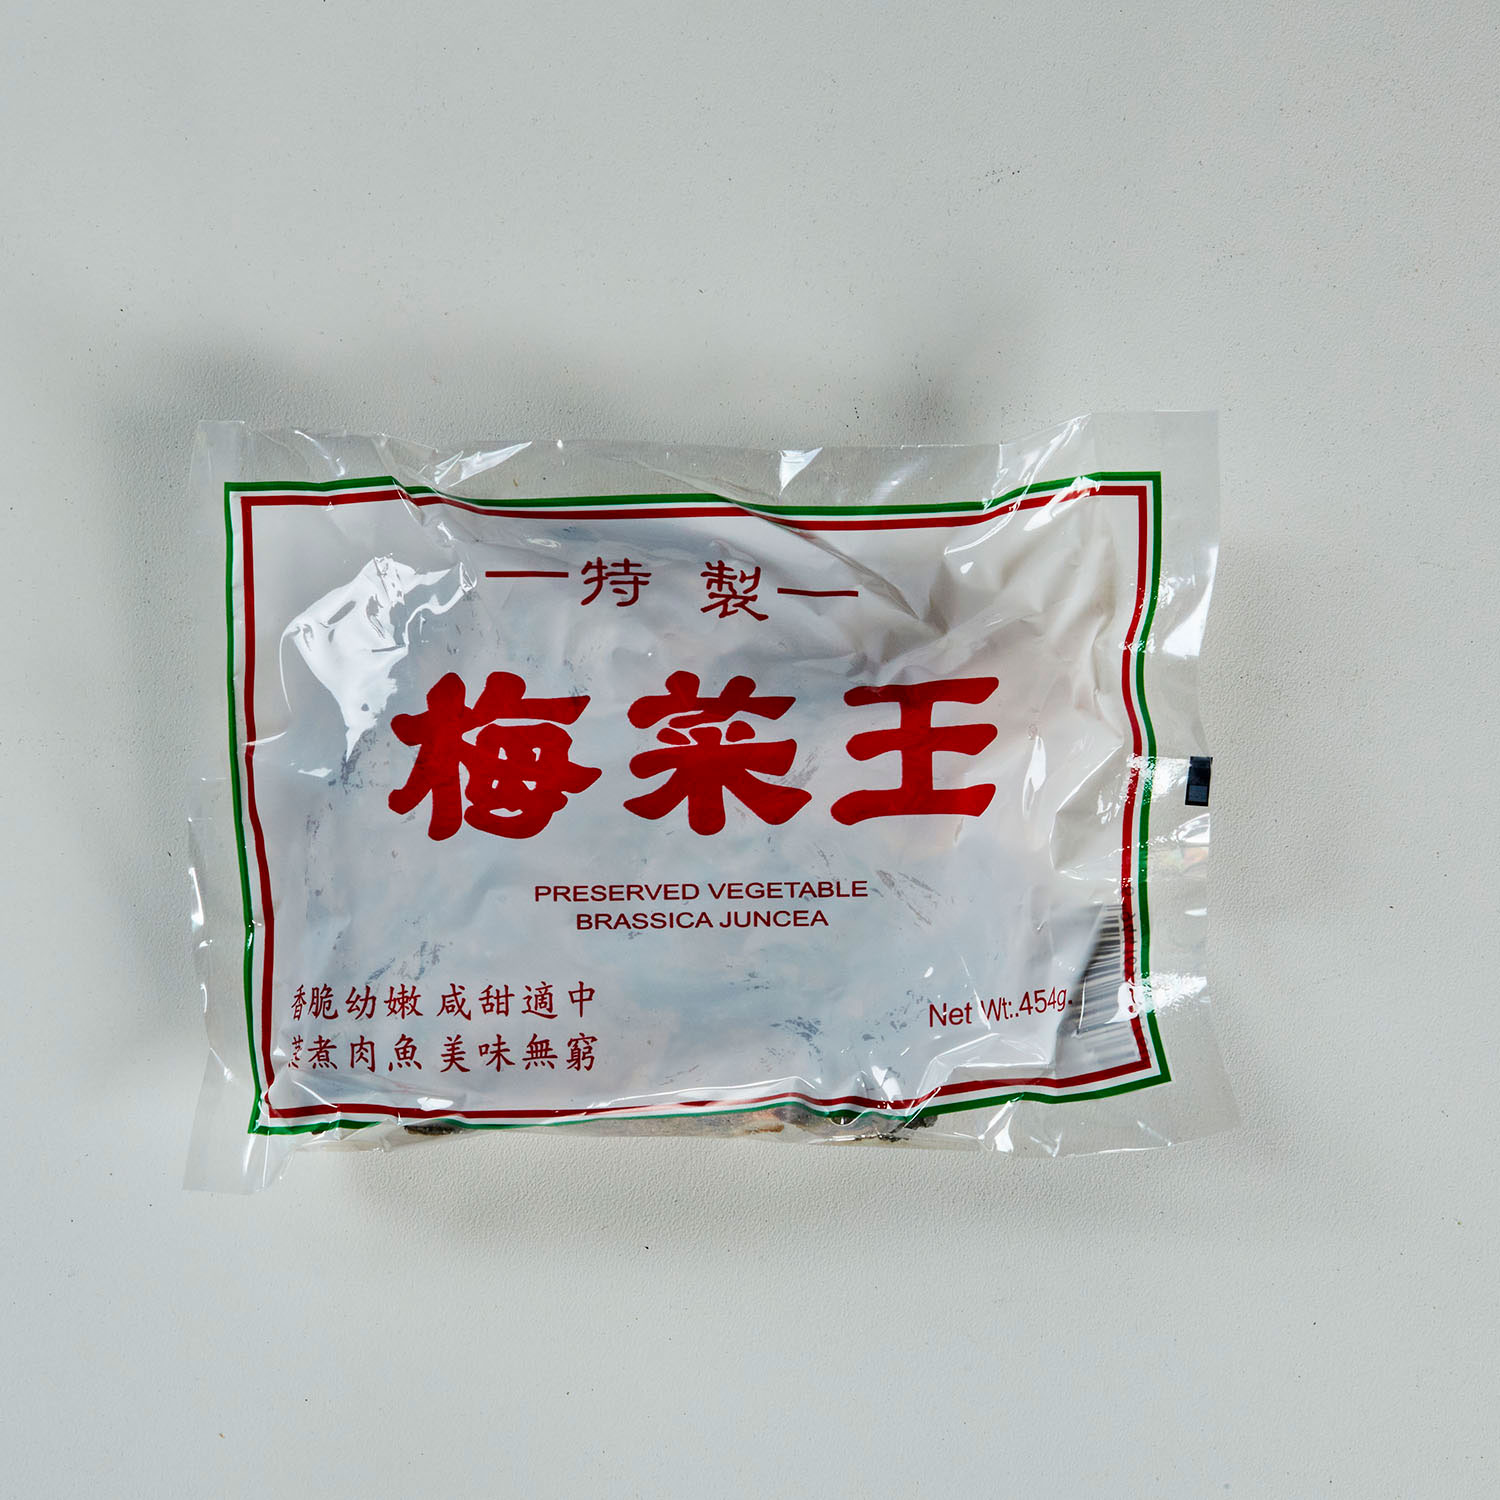 特製
梅菜王
PRESERVED VEGETABLE
BRASSICA JUNCEA
香脆幼嫩 咸甜適中
蒸煮肉魚 美味無窮
Net Wt:.454g.